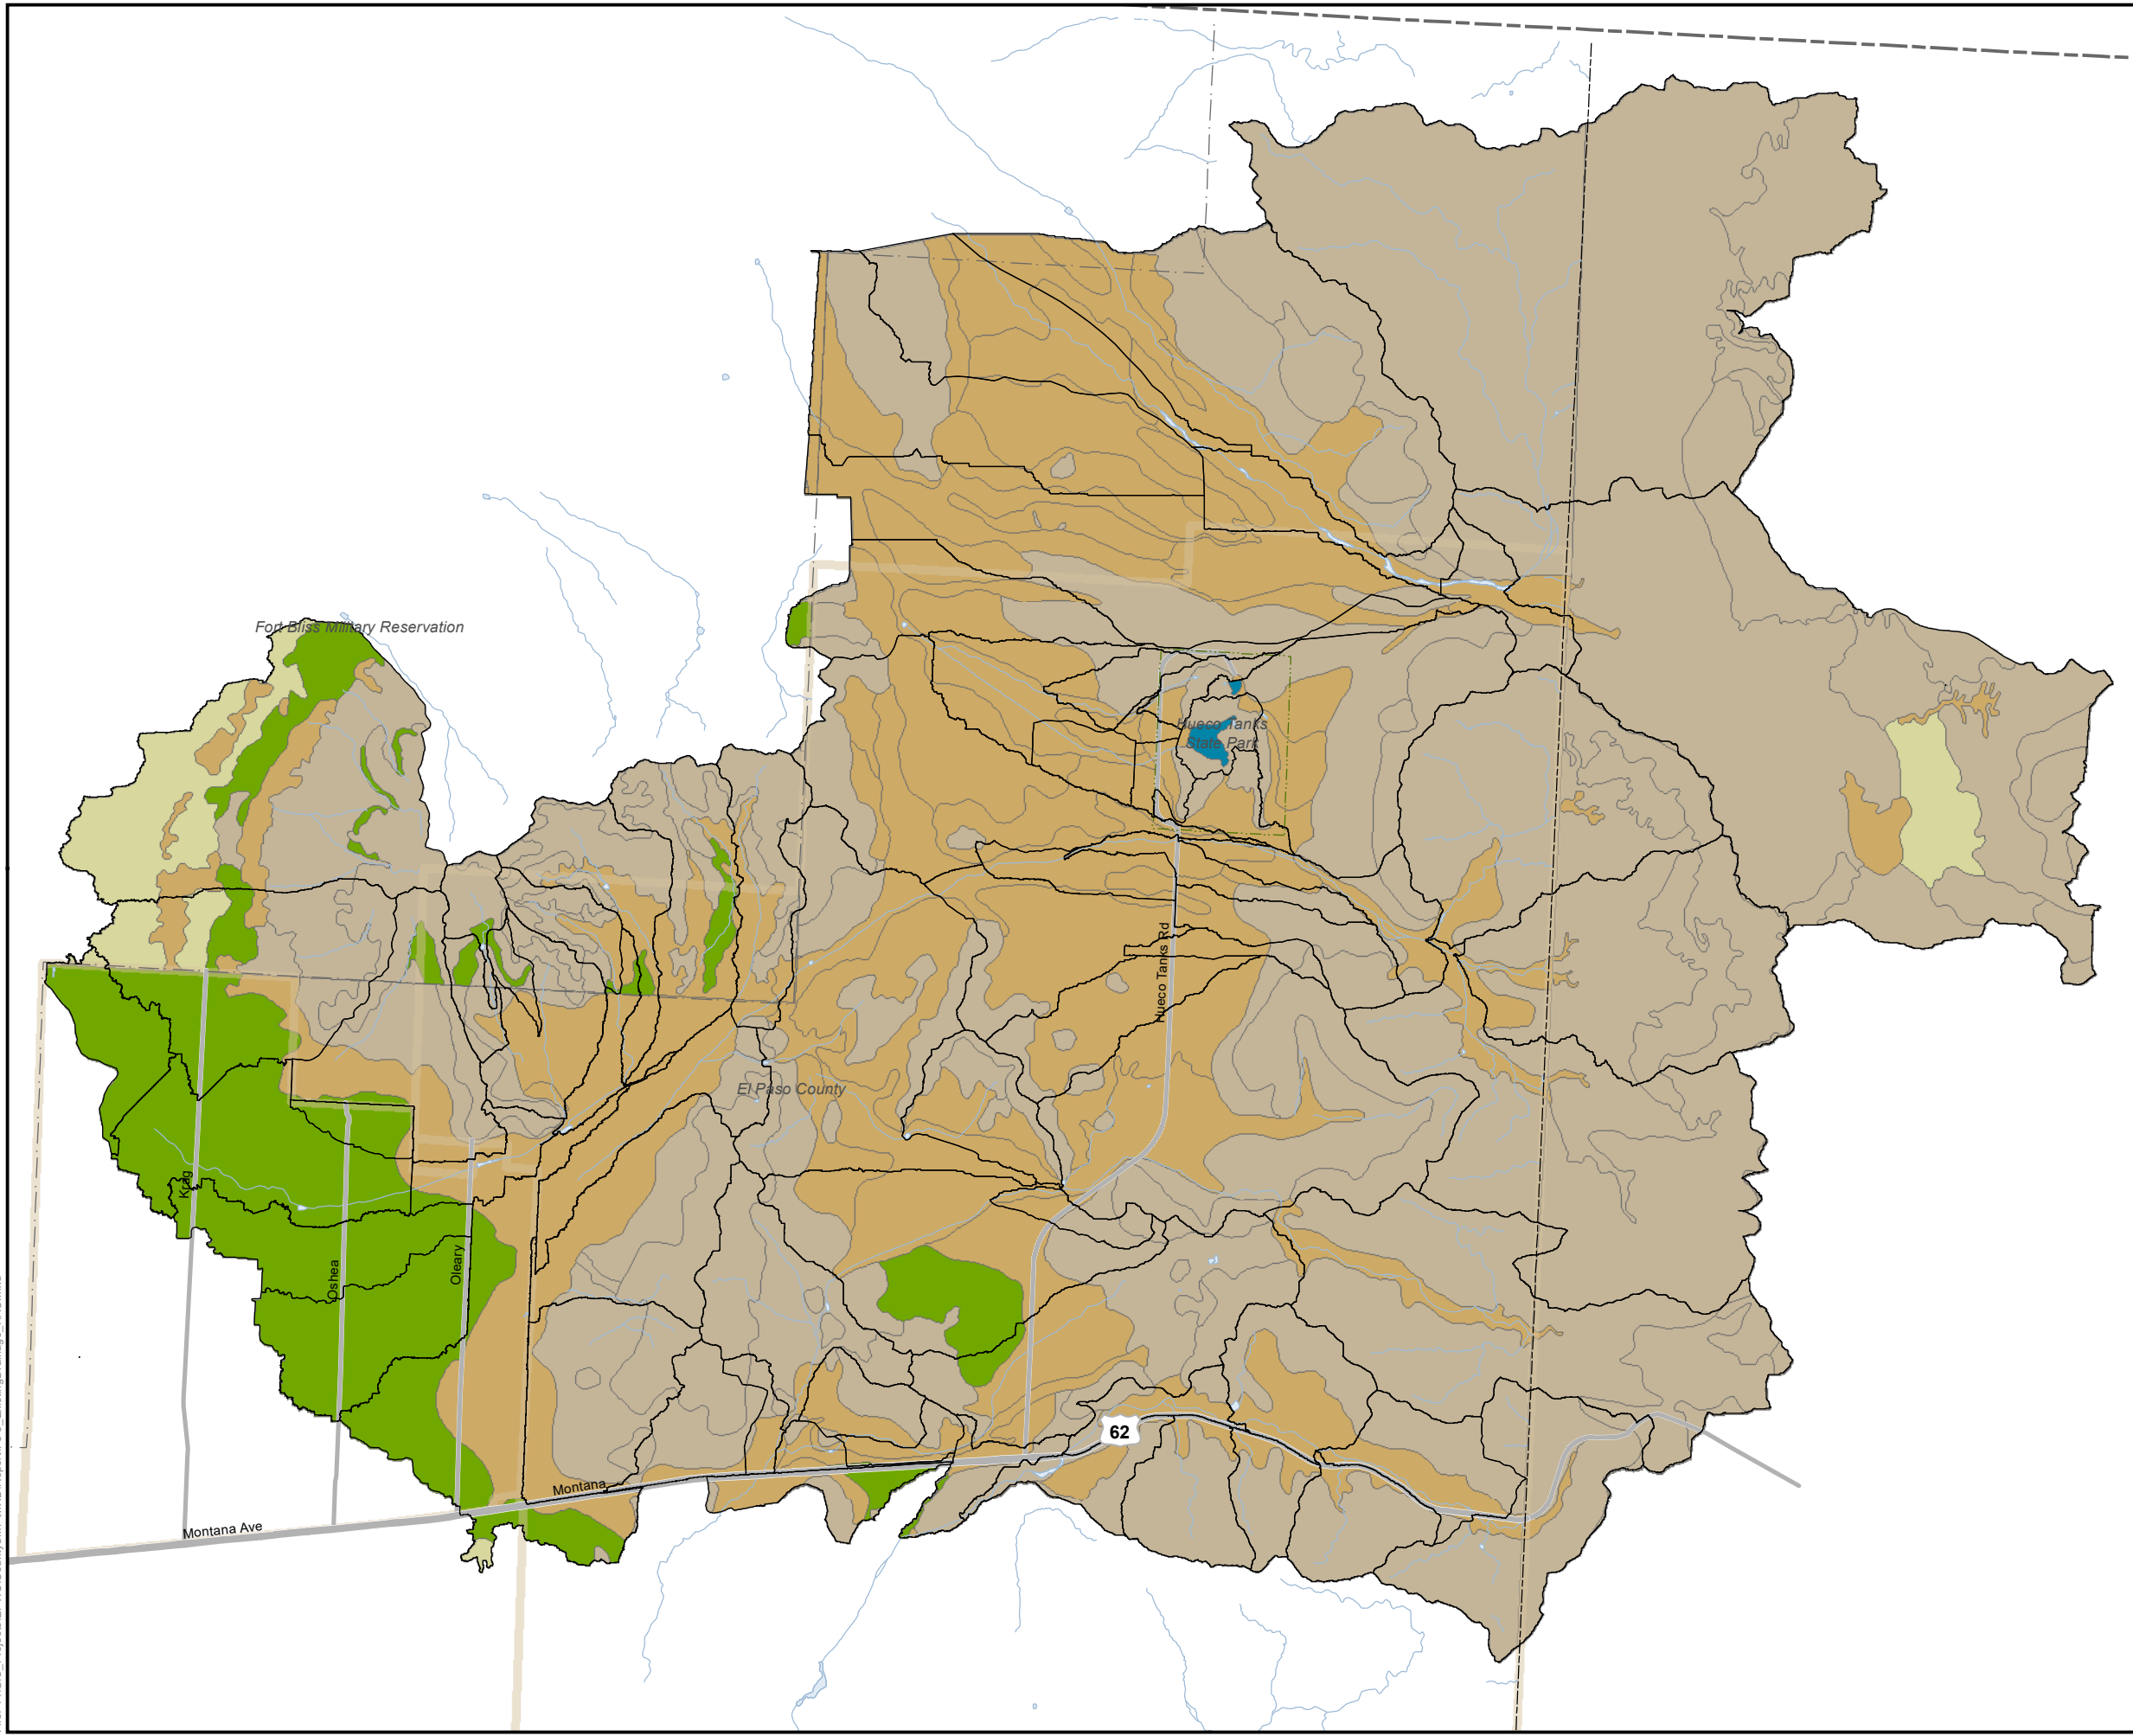 Fort Bliss Military Reservation
Hueco Tanks
State Park
Hueco Tanks Rd
El Paso County
Krag
Oshea
Oleary
62
Montana
Montana Ave